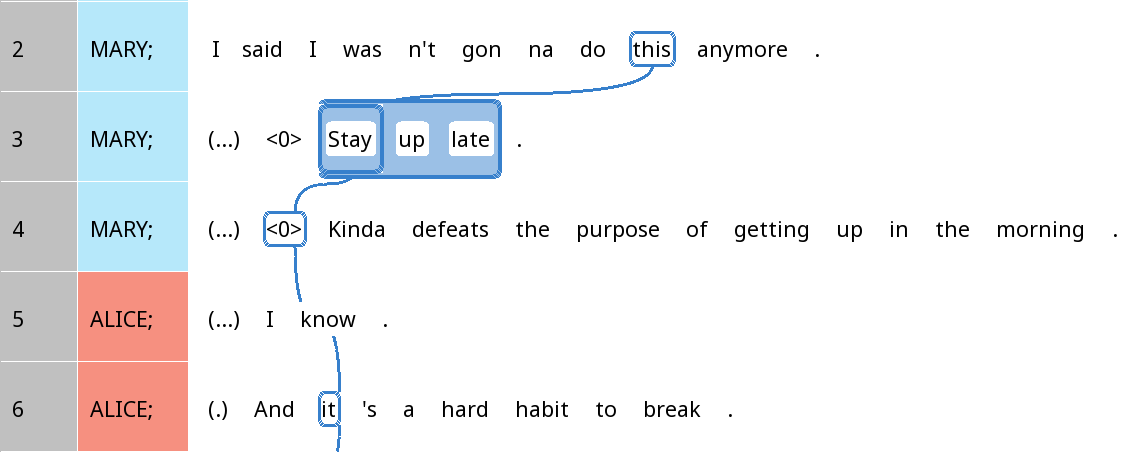 2 MARY; I said I was n't gon na do this anymore .
3 MARY; (...) <0> Stay up late .
4 MARY; (...) <0> Kinda defeats the purpose of getting up in the morning .
5 ALICE; (...) I know .
6 ALICE; (.) And it 's a hard habit to break .